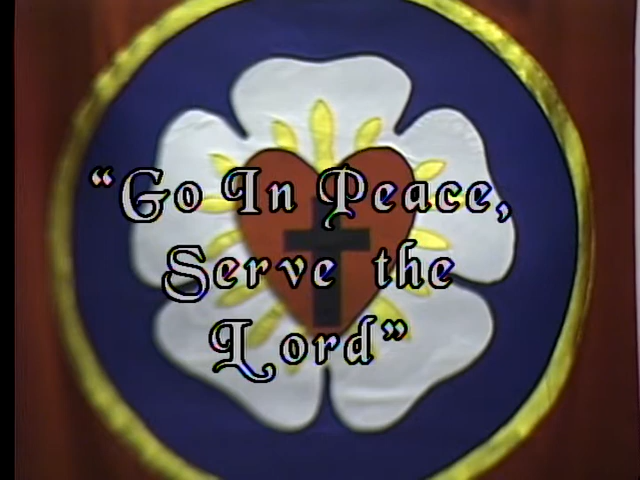 “Go In Peace,
Serve the
Lord”